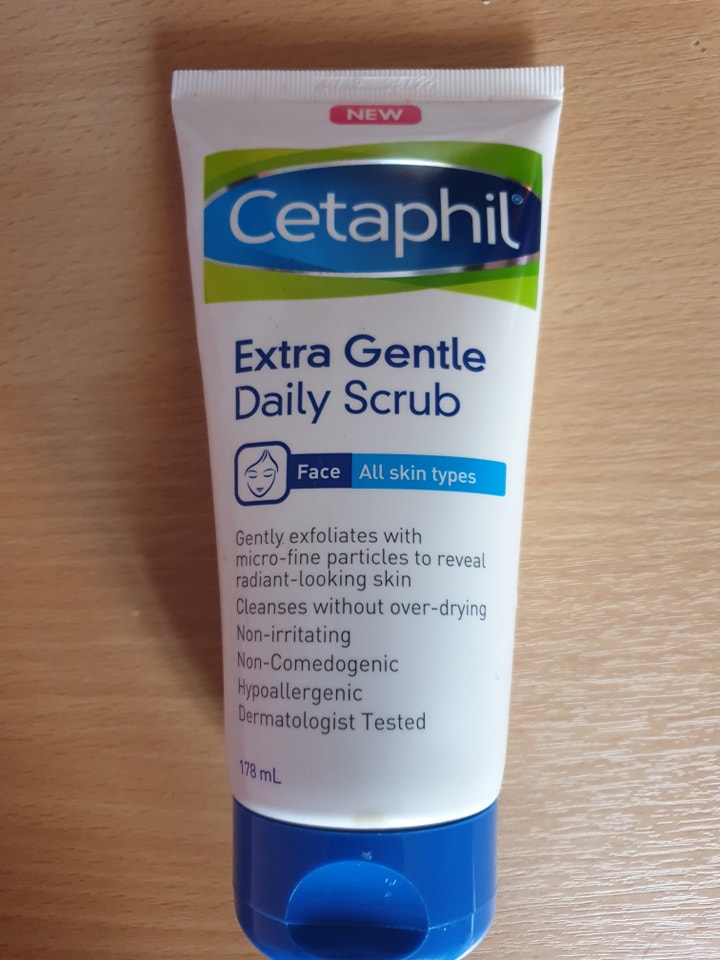 NEW
Cetaphil®
Extra Gentle
Daily Scrub
Face All skin types
Gently exfoliates with
micro-fine particles to reveal
radiant-looking skin
Cleanses without over-drying
Non-irritating
Non-Comedogenic
Hypoallergenic
Dermatologist Tested
178 mL